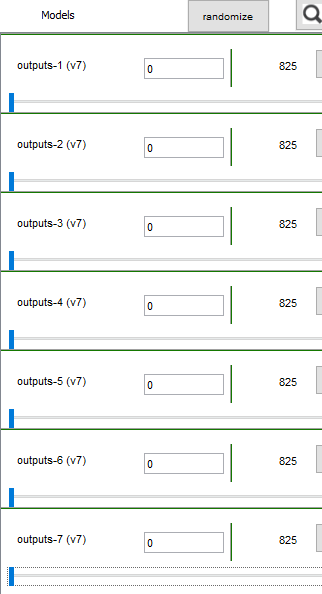 Models randomize
outputs-1 (v7) 0 825
outputs-2 (v7) 0 825
outputs-3 (v7) 0 825
outputs-4 (v7) 0 825
outputs-5 (v7) 0 825
outputs-6 (v7) 0 825
outputs-7 (v7) 0 825